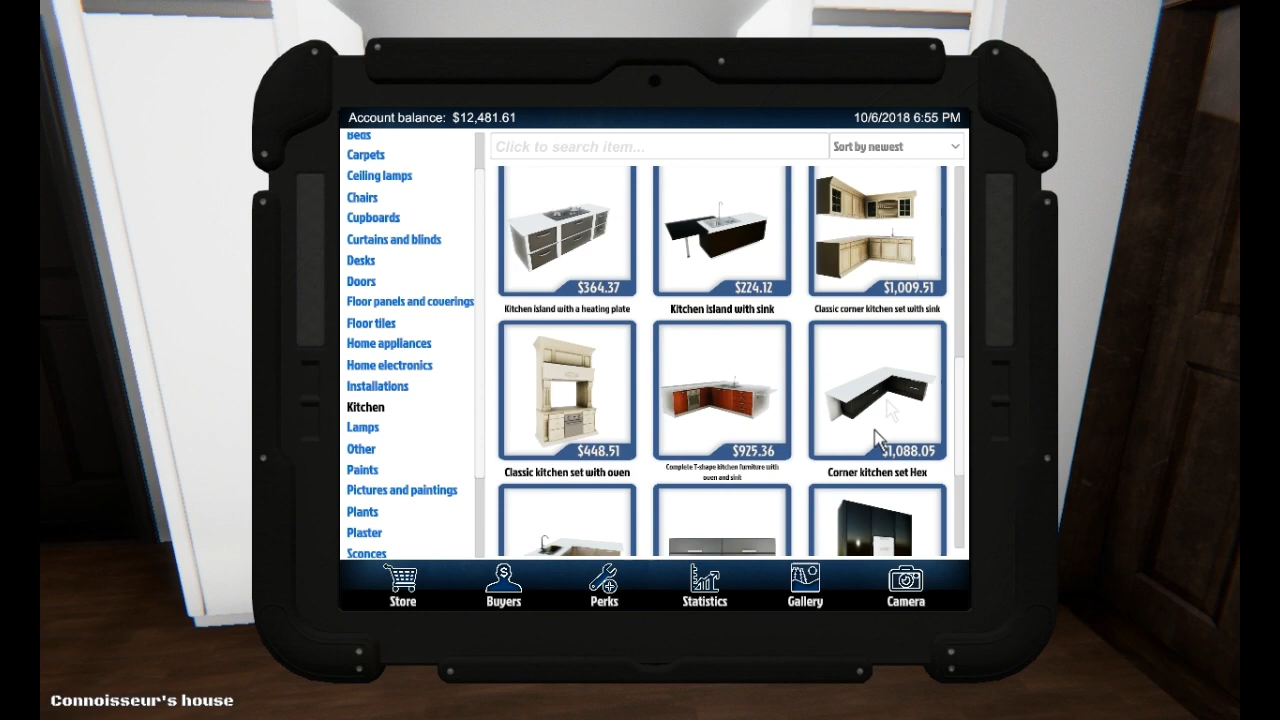 Account balance: $12,481.61
10/6/2018 6:55 PM
Beds
Carpets
Ceiling lamps
Chairs
Cupboards
Curtains and blinds
Desks
Doors
Floor panels and coverings
Floor tiles
Home appliances
Home electronics
Installations
Kitchen
Lamps
Other
Paints
Pictures and paintings
Plants
Plaster
Sconces
Click to search item...
Sort by newest
$364.37
$224.12
$1,009.51
Kitchen island with a heating plate
Kitchen island with sink
Classic corner kitchen set with sink
$448.51
$925.36
$1,088.05
Classic kitchen set with oven
Complete T-shape kitchen furniture with
oven and sink
Corner kitchen set Hex
Store
Buyers
Perks
Statistics
Gallery
Camera
Connoisseur's house